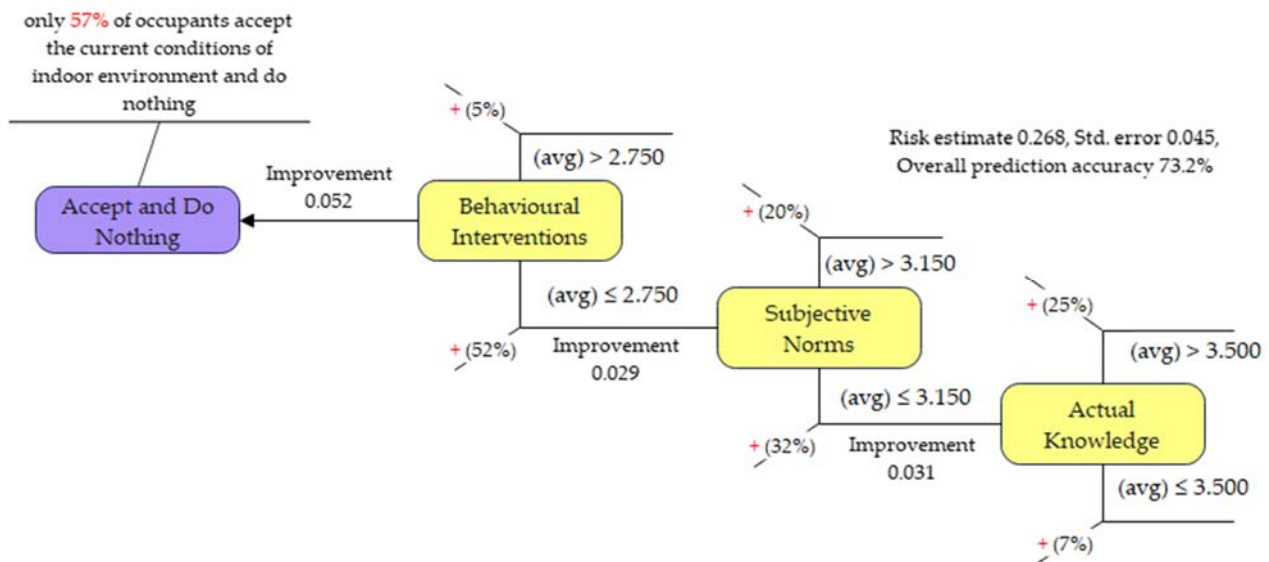 only 57% of occupants accept
the current conditions of
indoor environment and do
nothing
+ (5%)
(avg) > 2.750
Risk estimate 0.268, Std. error 0.045,
Overall prediction accuracy 73.2%
Improvement
0.052
Accept and Do
Nothing
Behavioural
Interventions
+ (20%)
(avg) > 3.150
(avg) ≤ 2.750
+ (52%)
Improvement
0.029
Subjective
Norms
+ (25%)
(avg) > 3.500
(avg) ≤ 3.150
+ (32%)
Improvement
0.031
Actual
Knowledge
(avg) ≤ 3.500
+ (7%)